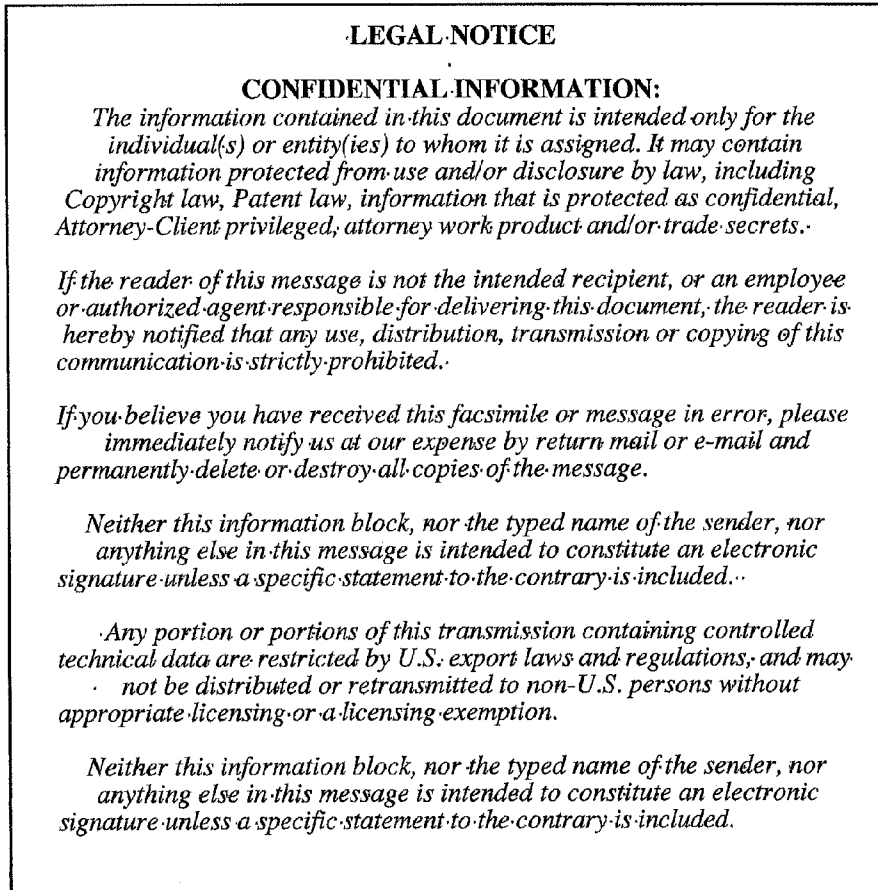 LEGAL NOTICE
CONFIDENTIAL INFORMATION:
The information contained in this document is intended only for the
individual(s) or entity(ies) to whom it is assigned. It may contain
information protected from use and/or disclosure by law, including
Copyright law, Patent law, information that is protected as confidential,
Attorney-Client privileged, attorney work product and/or trade secrets.
If the reader of this message is not the intended recipient, or an employee
or authorized agent responsible for delivering this document, the reader is
hereby notified that any use, distribution, transmission or copying of this
communication is strictly prohibited.
If you believe you have received this facsimile or message in error, please
immediately notify us at our expense by return mail or e-mail and
permanently delete or destroy all copies of the message.
Neither this information block, nor the typed name of the sender, nor
anything else in this message is intended to constitute an electronic
signature unless a specific statement to the contrary is included.
Any portion or portions of this transmission containing controlled
technical data are restricted by U.S. export laws and regulations, and may
not be distributed or retransmitted to non-U.S. persons without
appropriate licensing or a licensing exemption.
Neither this information block, nor the typed name of the sender, nor
anything else in this message is intended to constitute an electronic
signature unless a specific statement to the contrary is included.